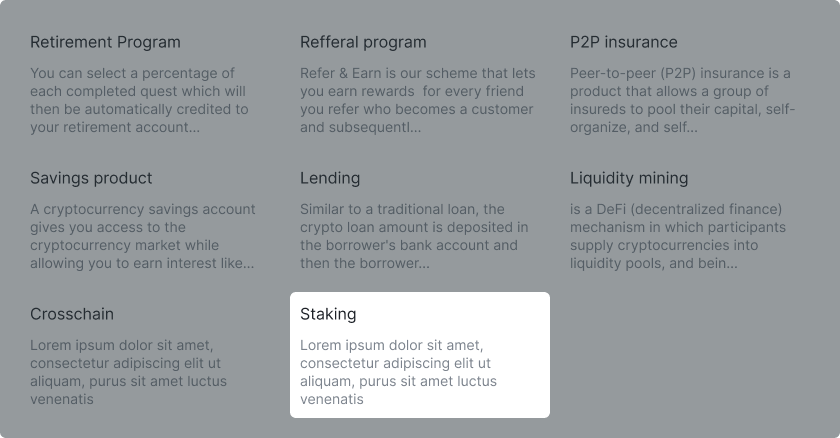 Retirement Program
You can select a percentage of
each completed quest which will
then be automatically credited to
your retirement account...
Refferal program
Refer & Earn is our scheme that lets
you earn rewards  for every friend
you refer who becomes a customer
and subsequentl...
P2P insurance
Peer-to-peer (P2P) insurance is a
product that allows a group of
insureds to pool their capital, self-
organize, and self...
Savings product
A cryptocurrency savings account
gives you access to the
cryptocurrency market while
allowing you to earn interest like...
Lending
Similar to a traditional loan, the
crypto loan amount is deposited in
the borrower's bank account and
then the borrower...
Liquidity mining
is a DeFi (decentralized finance)
mechanism in which participants
supply cryptocurrencies into
liquidity pools, and bein...
Crosschain
Lorem ipsum dolor sit amet,
consectetur adipiscing elit ut
aliquam, purus sit amet luctus
venenatis
Staking
Lorem ipsum dolor sit amet,
consectetur adipiscing elit ut
aliquam, purus sit amet luctus
venenatis